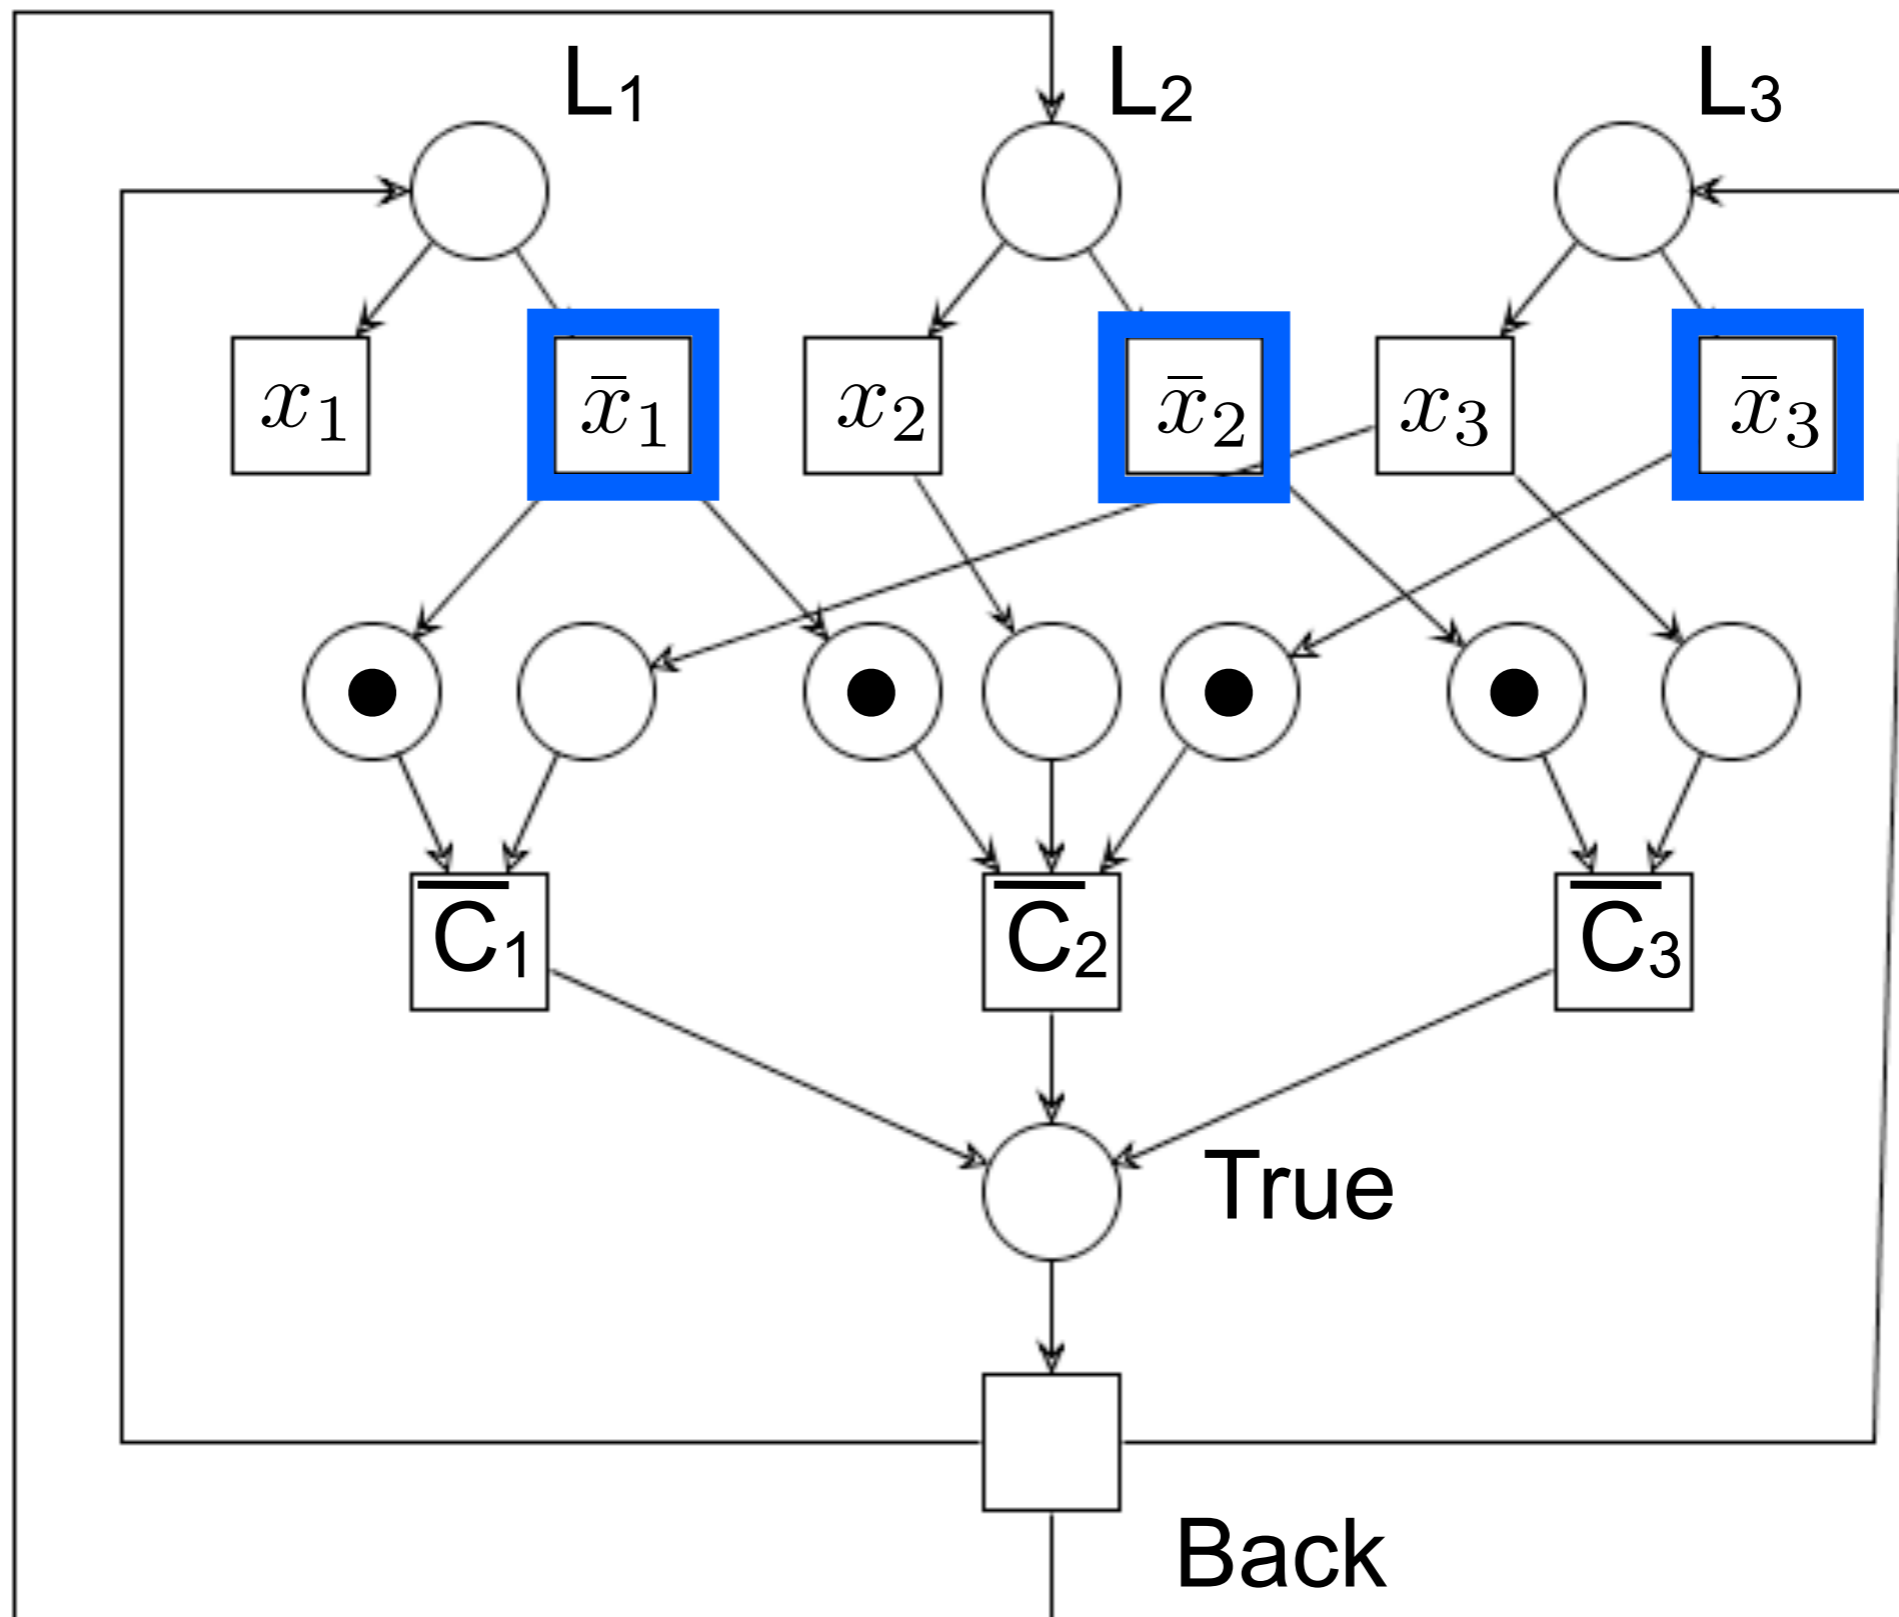 L₁ L₂ L₃
x₁ x̄₁ x₂ x̄₂ x₃ x̄₃
C̅₁ C̅₂ C̅₃
True
Back